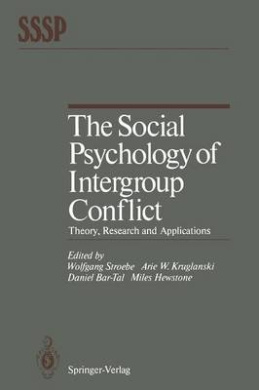 SSSP
The Social
Psychology of
Intergroup
Conflict
Theory, Research and Applications
Edited by
Wolfgang Stroebe Arie W. Kruglanski
Daniel Bar-Tal Miles Hewstone
Springer-Verlag